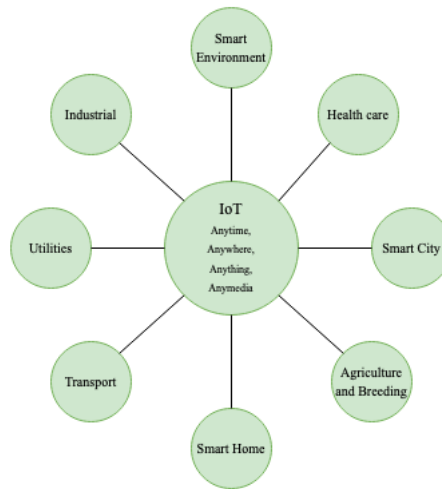 Smart
Environment
Industrial
Health care
IoT
Anytime,
Anywhere,
Anything,
Anymedia
Utilities
Smart City
Transport
Agriculture
and Breeding
Smart Home